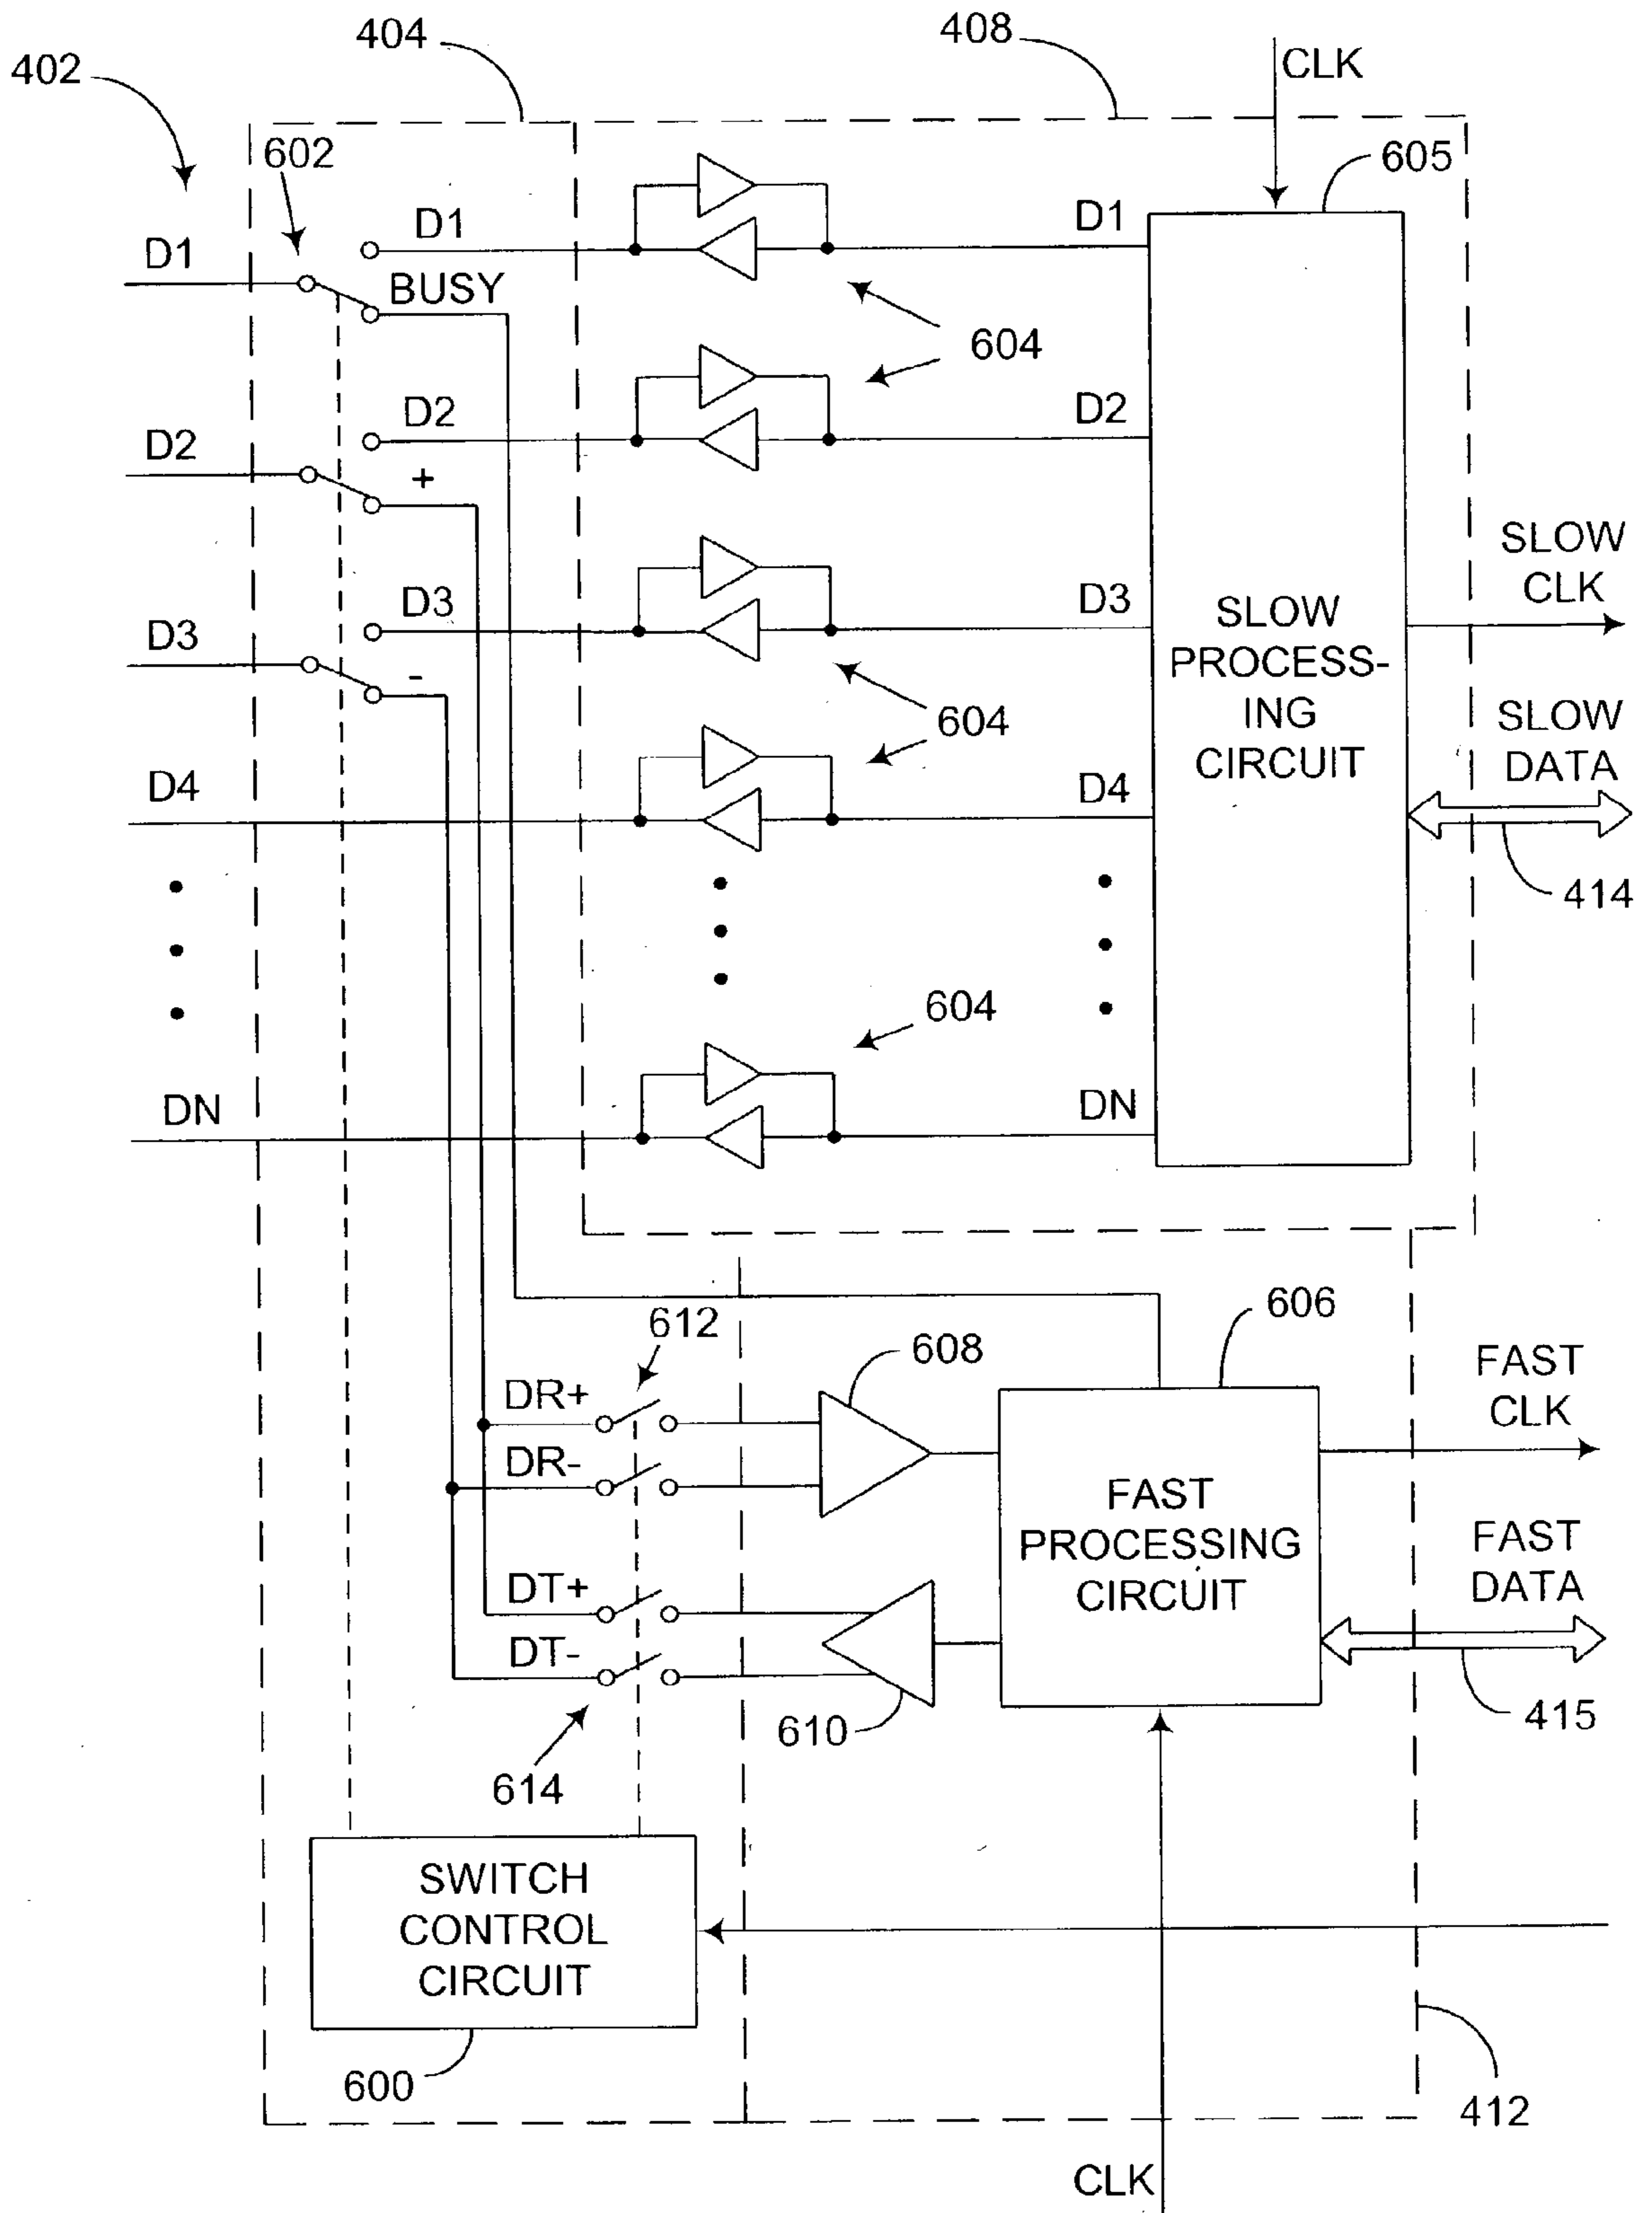 404
408
402
CLK
602
605
D1
D1
D1
BUSY
604
D2
D2
D2
+
SLOW
CLK
D3
D3
D3
-
SLOW
PROCESS-
ING
CIRCUIT
604
SLOW
DATA
D4
D4
414
604
DN
DN
606
612
608
FAST
CLK
DR+
DR-
FAST
PROCESSING
CIRCUIT
FAST
DATA
DT+
DT-
610
415
614
SWITCH
CONTROL
CIRCUIT
600
412
CLK